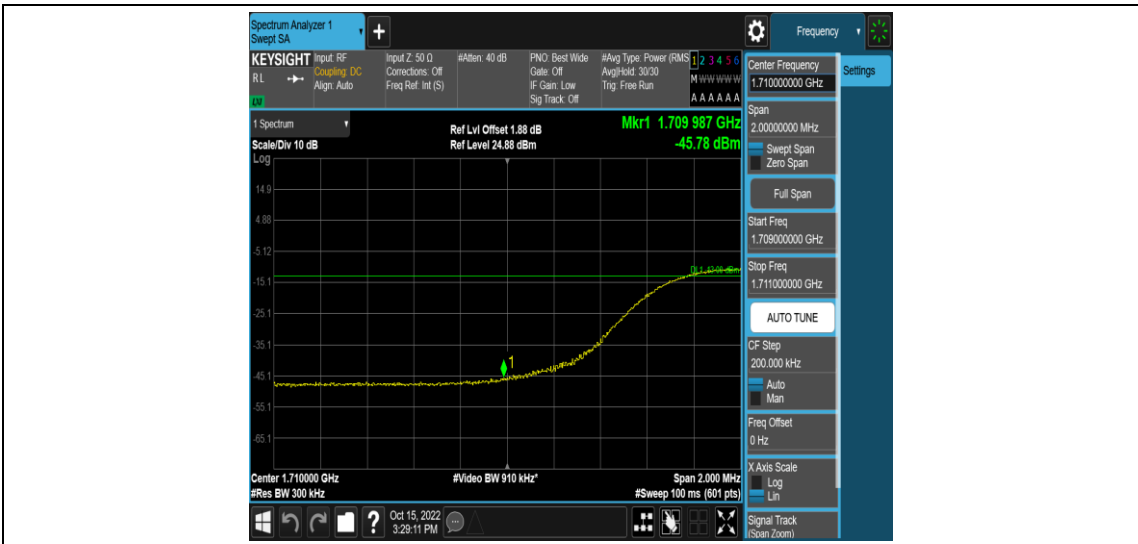 Spectrum Analyzer 1
Swept SA
+
Frequency
KEYSIGHT
RL
LXI
Input: RF
Coupling: DC
Align: Auto
Input Z: 50 Ω
Corrections: Off
Freq Ref: Int (S)
#Atten: 40 dB
PNO: Best Wide
Gate: Off
IF Gain: Low
Sig Track: Off
#Avg Type: Power (RMS
Avg|Hold: 30/30
Trig: Free Run
1 2 3 4 5 6
M W W W W W
A A A A A A
1 Spectrum
Scale/Div 10 dB
Log
Ref Lvl Offset 1.88 dB
Ref Level 24.88 dBm
Mkr1 1.709 987 GHz
-45.78 dBm
14.9
4.88
-5.12
-15.1
-25.1
-35.1
-45.1
-55.1
-65.1
DL1 -13.00 dBm
1
Center 1.710000 GHz
#Video BW 910 kHz*
Span 2.000 MHz
#Res BW 300 kHz
#Sweep 100 ms (601 pts)
?
Oct 15, 2022
3:29:11 PM
Center Frequency
1.710000000 GHz
Settings
Span
2.00000000 MHz
Swept Span
Zero Span
Full Span
Start Freq
1.709000000 GHz
Stop Freq
1.711000000 GHz
AUTO TUNE
CF Step
200.000 kHz
Auto
Man
Freq Offset
0 Hz
X Axis Scale
Log
Lin
Signal Track
(Span Zoom)